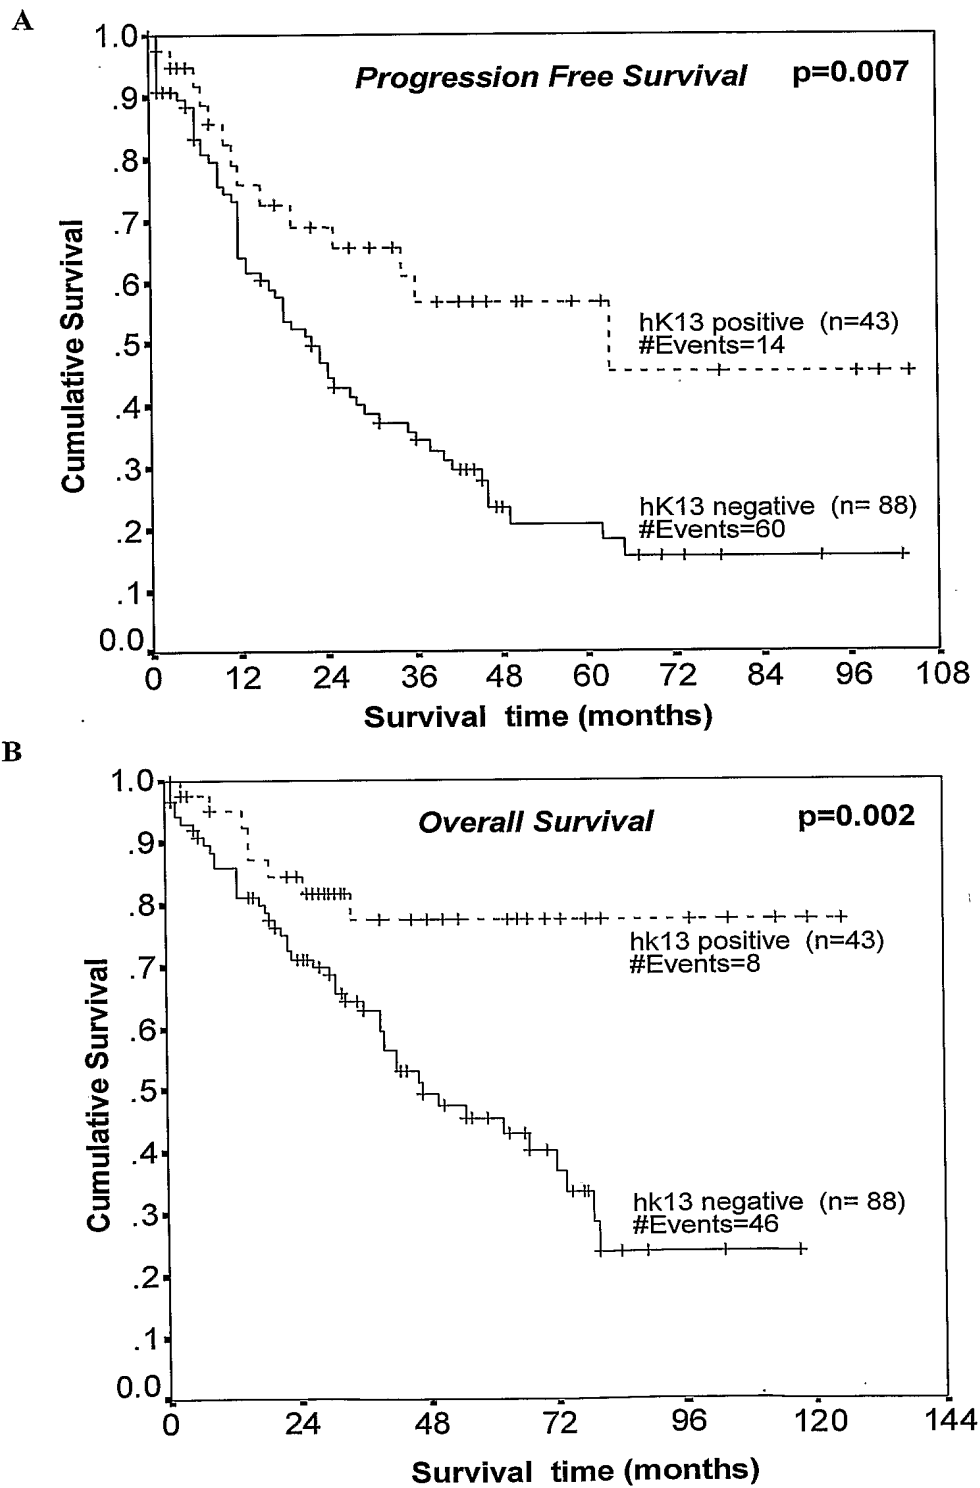 A
Progression Free Survival p=0.007
1.0
.9
.8
.7
.6
.5
.4
.3
.2
.1
0.0
Cumulative Survival
hK13 positive (n=43)
#Events=14
hK13 negative (n= 88)
#Events=60
0 12 24 36 48 60 72 84 96 108
Survival time (months)
B
Overall Survival p=0.002
1.0
.9
.8
.7
.6
.5
.4
.3
.2
.1
0.0
Cumulative Survival
hk13 positive (n=43)
#Events=8
hk13 negative (n= 88)
#Events=46
0 24 48 72 96 120 144
Survival time (months)